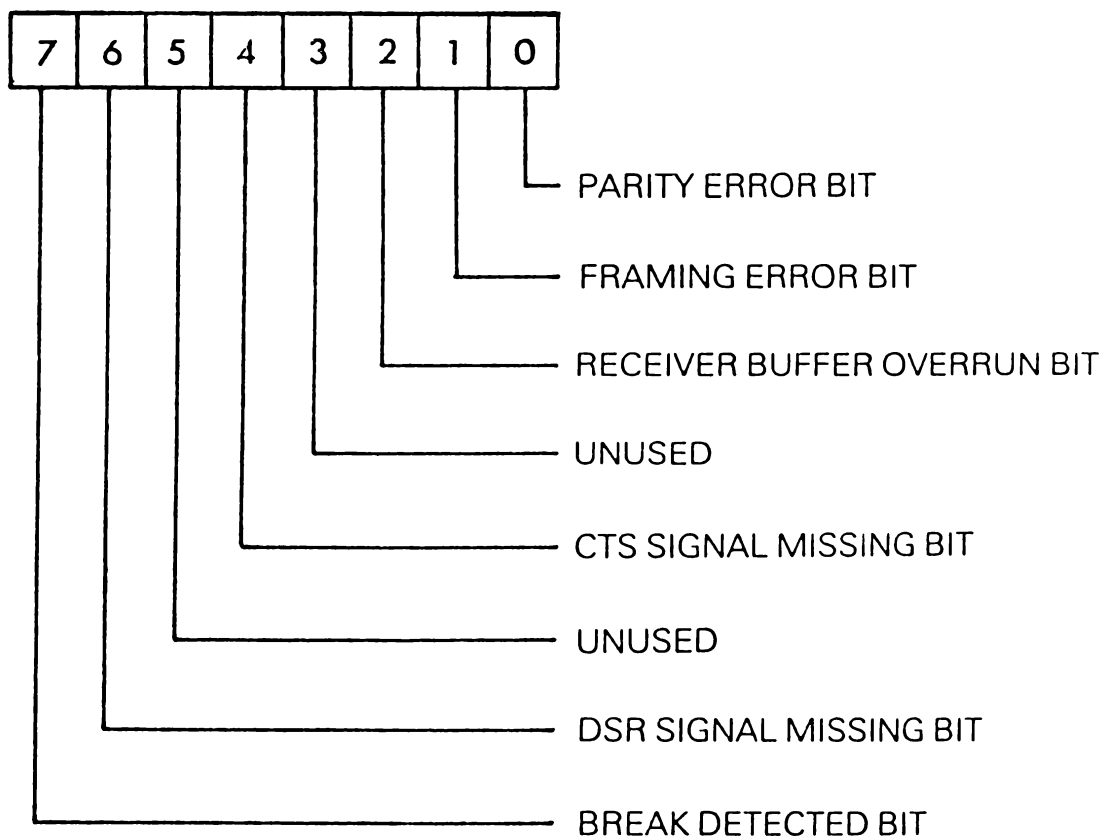 7 6 5 4 3 2 1 0
PARITY ERROR BIT
FRAMING ERROR BIT
RECEIVER BUFFER OVERRUN BIT
UNUSED
CTS SIGNAL MISSING BIT
UNUSED
DSR SIGNAL MISSING BIT
BREAK DETECTED BIT